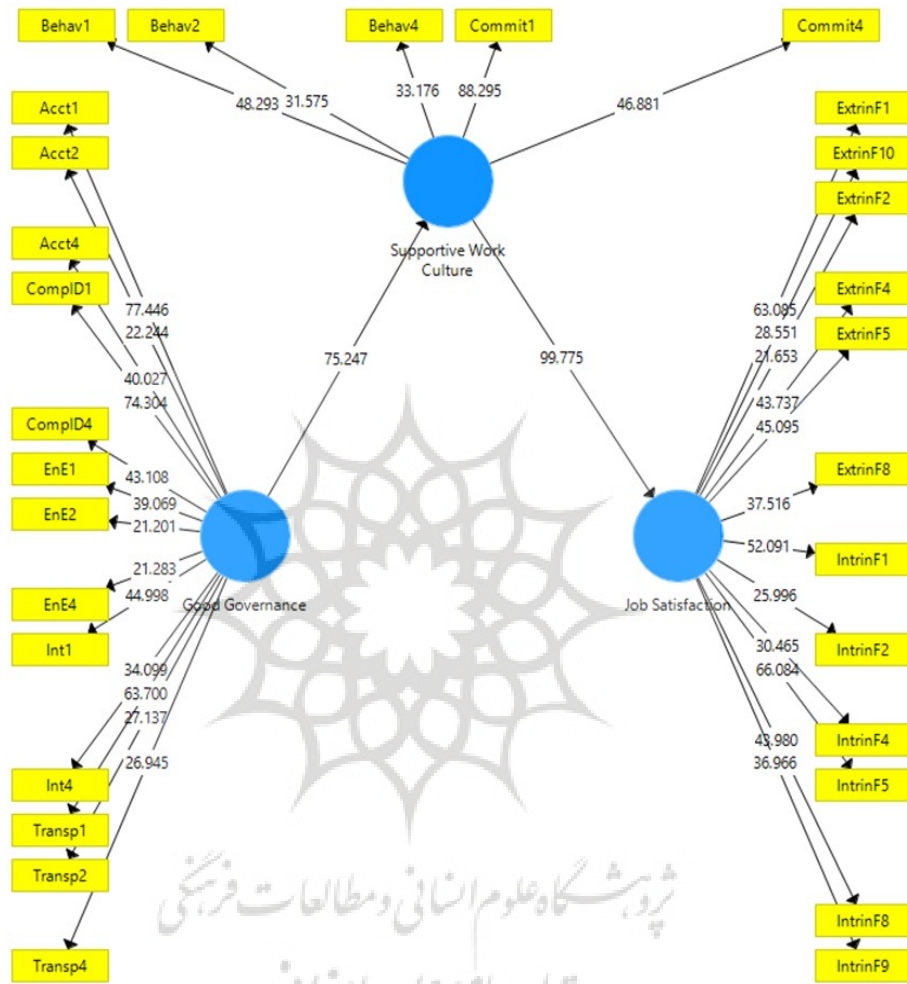 Behav1
Behav2
Behav4
Commit1
Commit4
48.293
31.575
33.176
88.295
46.881
Acct1
Acct2
Acct4
CompID1
CompID4
EnE1
EnE2
EnE4
Int1
Int4
Transp1
Transp2
Transp4
77.446
22.244
40.027
74.304
43.108
39.069
21.201
21.283
44.998
34.099
63.700
27.137
26.945
Good Governance
75.247
Supportive Work
Culture
99.775
Job Satisfaction
63.085
28.551
21.653
43.737
45.095
37.516
52.091
25.996
30.465
66.084
43.980
36.966
ExtrinF1
ExtrinF10
ExtrinF2
ExtrinF4
ExtrinF5
ExtrinF8
IntrinF1
IntrinF2
IntrinF4
IntrinF5
IntrinF8
IntrinF9
پژوهشگاه علوم انسانی و مطالعات فرهنگی